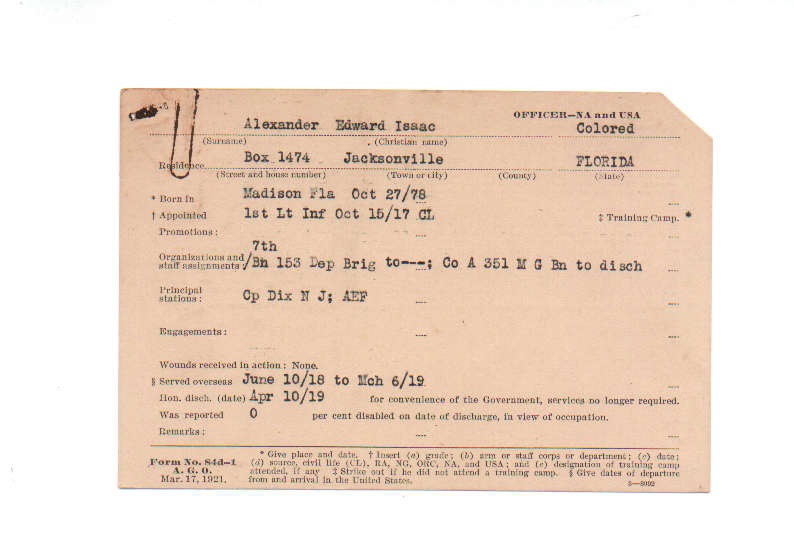 OFFICER—NA and USA
Alexander Edward Isaac Colored
(Surname) (Christian name)
Residence Box 1474 Jacksonville FLORIDA
(Street and house number) (Town or city) (County) (State)
* Born in Madison Fla Oct 27/78
† Appointed 1st Lt Inf Oct 15/17 CL ‡ Training Camp. *
Promotions:
7th
Organizations and
staff assignments: /Bn 153 Dep Brig to---; Co A 351 M G Bn to disch
Principal
stations: Cp Dix N J; AEF
Engagements:
Wounds received in action: None.
§ Served overseas June 10/18 to Mch 6/19
Hon. disch. (date) Apr 10/19 for convenience of the Government, services no longer required.
Was reported 0 per cent disabled on date of discharge, in view of occupation.
Remarks:
Form No. 84d—1
A. G. O.
Mar. 17, 1921.
* Give place and date. † Insert (a) grade; (b) arm or staff corps or department; (c) date;
(d) source, civil life (CL), RA, NG, ORC, NA, and USA; and (e) designation of training camp
attended, if any ‡ Strike out if he did not attend a training camp. § Give dates of departure
from and arrival in the United States.